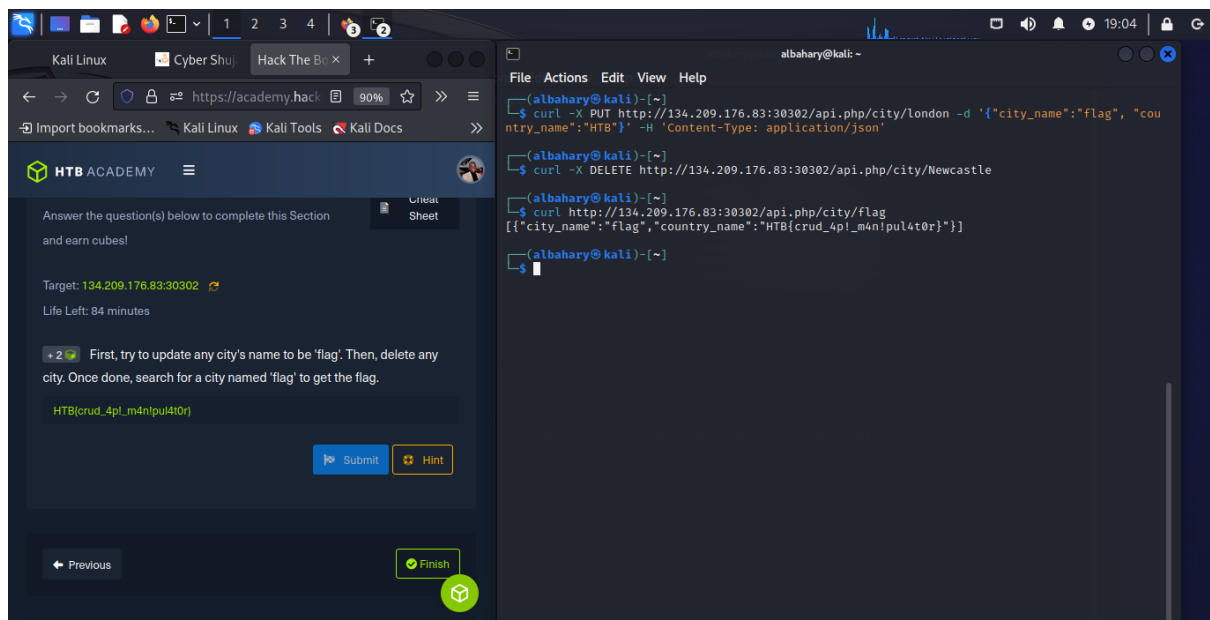 1 2 3 4
3
2
19:04
Kali Linux
Cyber Shuj
Hack The Bo
https://academy.hack
90%
Import bookmarks...
Kali Linux
Kali Tools
Kali Docs
HTB ACADEMY
Answer the question(s) below to complete this Section
and earn cubes!
Cheat
Sheet
Target: 134.209.176.83:30302
Life Left: 84 minutes
+ 2 First, try to update any city's name to be 'flag'. Then, delete any
city. Once done, search for a city named 'flag' to get the flag.
HTB{crud_4p!_m4n!pul4t0r}
Submit
Hint
Previous
Finish
albahary@kali: ~
File Actions Edit View Help
(albahary㉿kali)-[~]
$ curl -X PUT http://134.209.176.83:30302/api.php/city/london -d '{"city_name":"flag", "cou
ntry_name":"HTB"}' -H 'Content-Type: application/json'
(albahary㉿kali)-[~]
$ curl -X DELETE http://134.209.176.83:30302/api.php/city/Newcastle
(albahary㉿kali)-[~]
$ curl http://134.209.176.83:30302/api.php/city/flag
[{"city_name":"flag","country_name":"HTB{crud_4p!_m4n!pul4t0r}"}]
(albahary㉿kali)-[~]
$